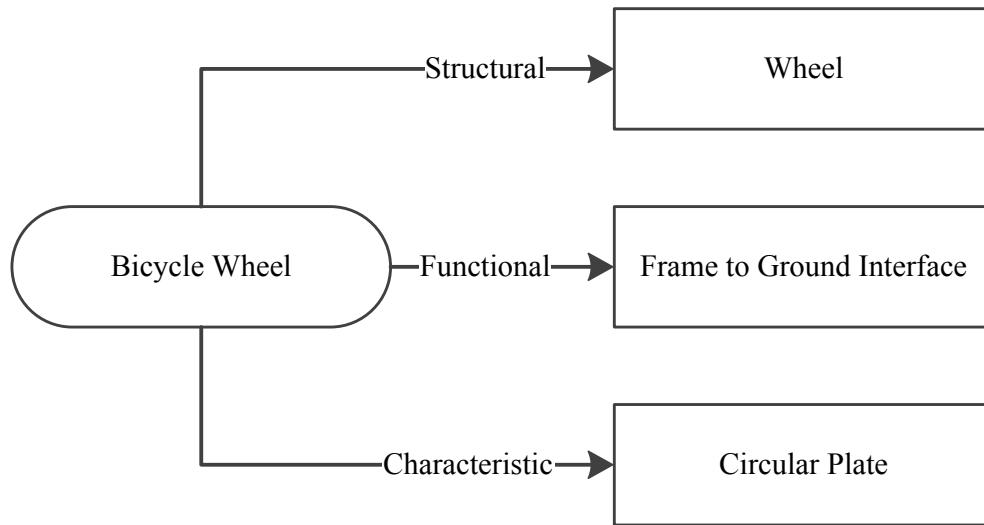 Structural
Wheel
Bicycle Wheel
Functional
Frame to Ground Interface
Characteristic
Circular Plate